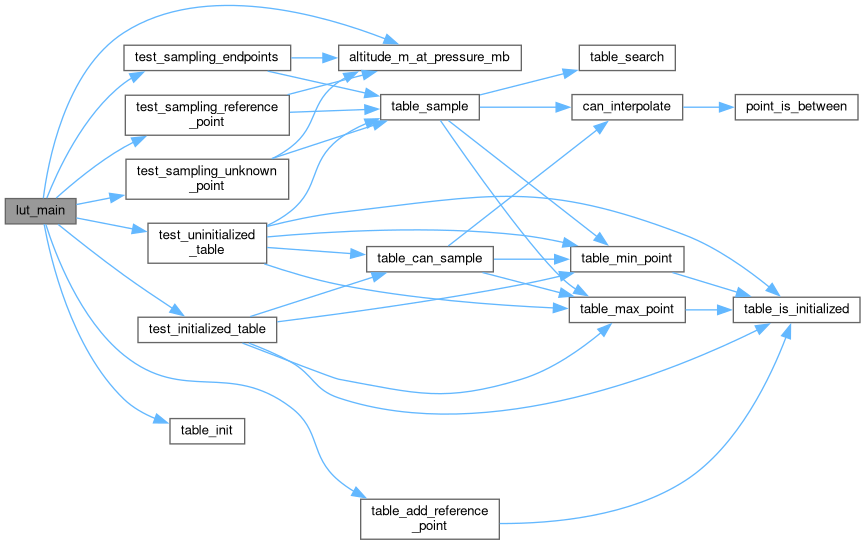 lut_main
test_sampling_endpoints
test_sampling_reference
_point
test_sampling_unknown
_point
test_uninitialized
_table
test_initialized_table
table_init
altitude_m_at_pressure_mb
table_sample
table_can_sample
table_add_reference
_point
table_search
can_interpolate
table_min_point
table_max_point
point_is_between
table_is_initialized